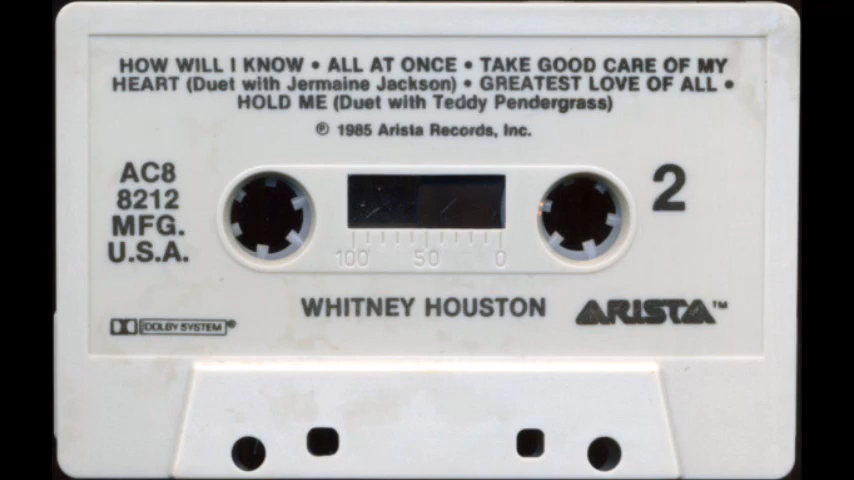 HOW WILL I KNOW • ALL AT ONCE • TAKE GOOD CARE OF MY
HEART (Duet with Jermaine Jackson) • GREATEST LOVE OF ALL •
HOLD ME (Duet with Teddy Pendergrass)
℗ 1985 Arista Records, Inc.
AC8
8212
MFG.
U.S.A.
2
100 50 0
WHITNEY HOUSTON
ARISTA™
DOLBY SYSTEM®